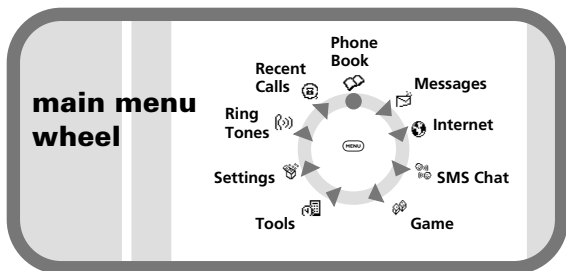 main menu
wheel
Phone
Book
Messages
Internet
SMS Chat
Game
Tools
Settings
Ring
Tones
Recent
Calls
MENU